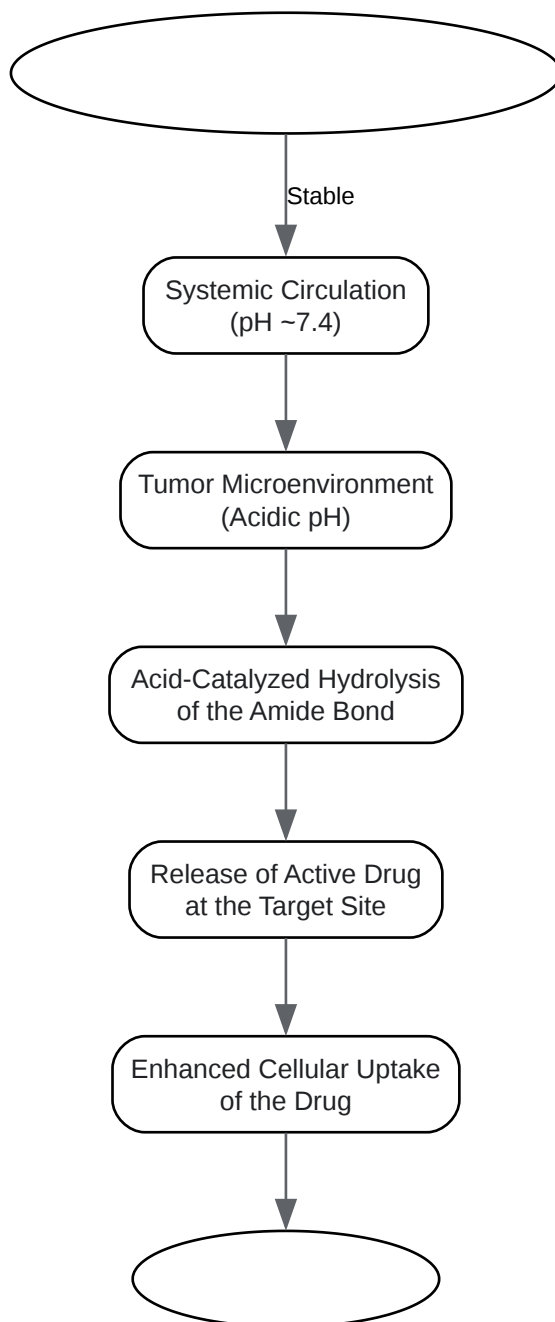 Stable
Systemic Circulation
(pH ~7.4)
Tumor Microenvironment
(Acidic pH)
Acid-Catalyzed Hydrolysis
of the Amide Bond
Release of Active Drug
at the Target Site
Enhanced Cellular Uptake
of the Drug